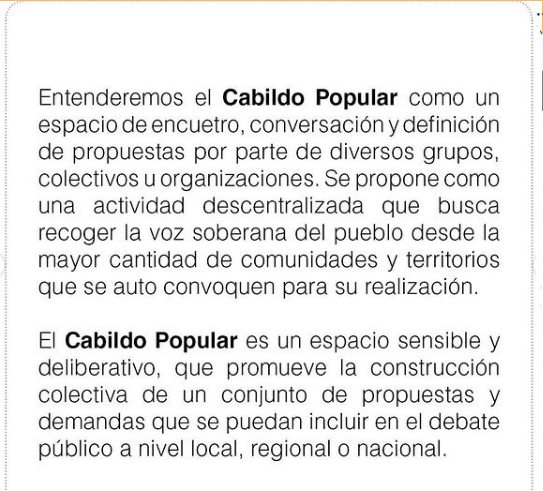 Entenderemos el Cabildo Popular como un
espacio de encuetro, conversación y definición
de propuestas por parte de diversos grupos,
colectivos u organizaciones. Se propone como
una actividad descentralizada que busca
recoger la voz soberana del pueblo desde la
mayor cantidad de comunidades y territorios
que se auto convoquen para su realización.
El Cabildo Popular es un espacio sensible y
deliberativo, que promueve la construcción
colectiva de un conjunto de propuestas y
demandas que se puedan incluir en el debate
público a nivel local, regional o nacional.